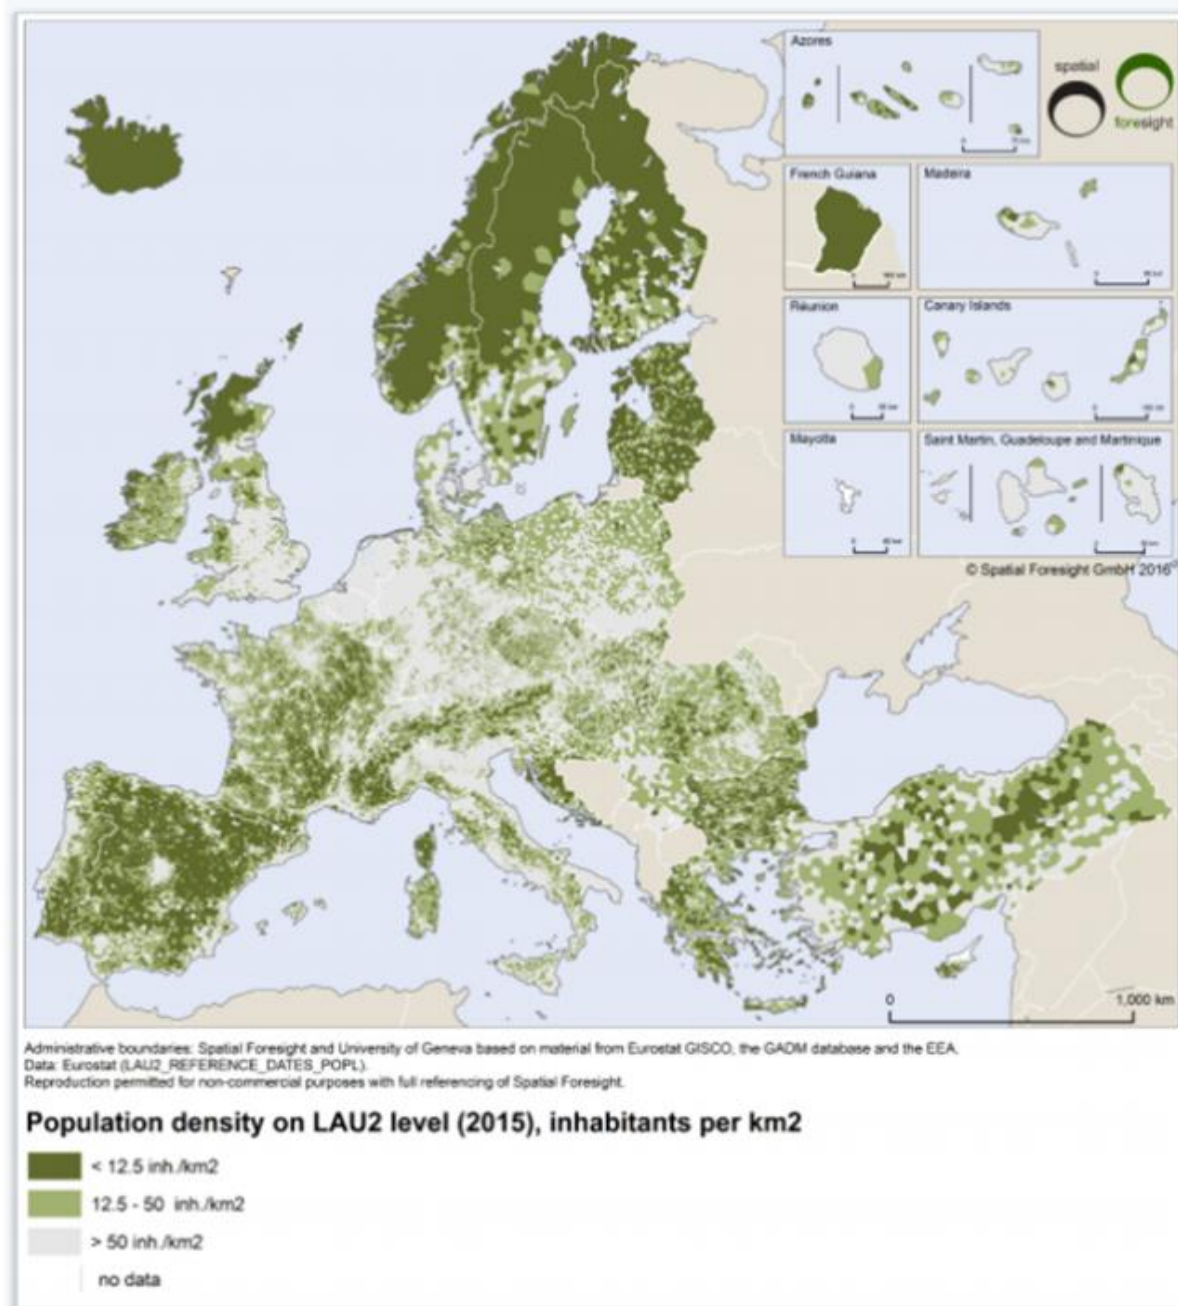 Azores
spatial
foresight
French Guiana
Madeira
Réunion
Canary Islands
Mayotte
Saint Martin, Guadeloupe and Martinique
© Spatial Foresight GmbH 2016
0
1,000 km
Administrative boundaries: Spatial Foresight and University of Geneva based on material from Eurostat GISCO, the GADM database and the EEA.
Data: Eurostat (LAU2_REFERENCE_DATES_POPL).
Reproduction permitted for non-commercial purposes with full referencing of Spatial Foresight.
Population density on LAU2 level (2015), inhabitants per km2
< 12.5 inh./km2
12.5 - 50 inh./km2
> 50 inh./km2
no data